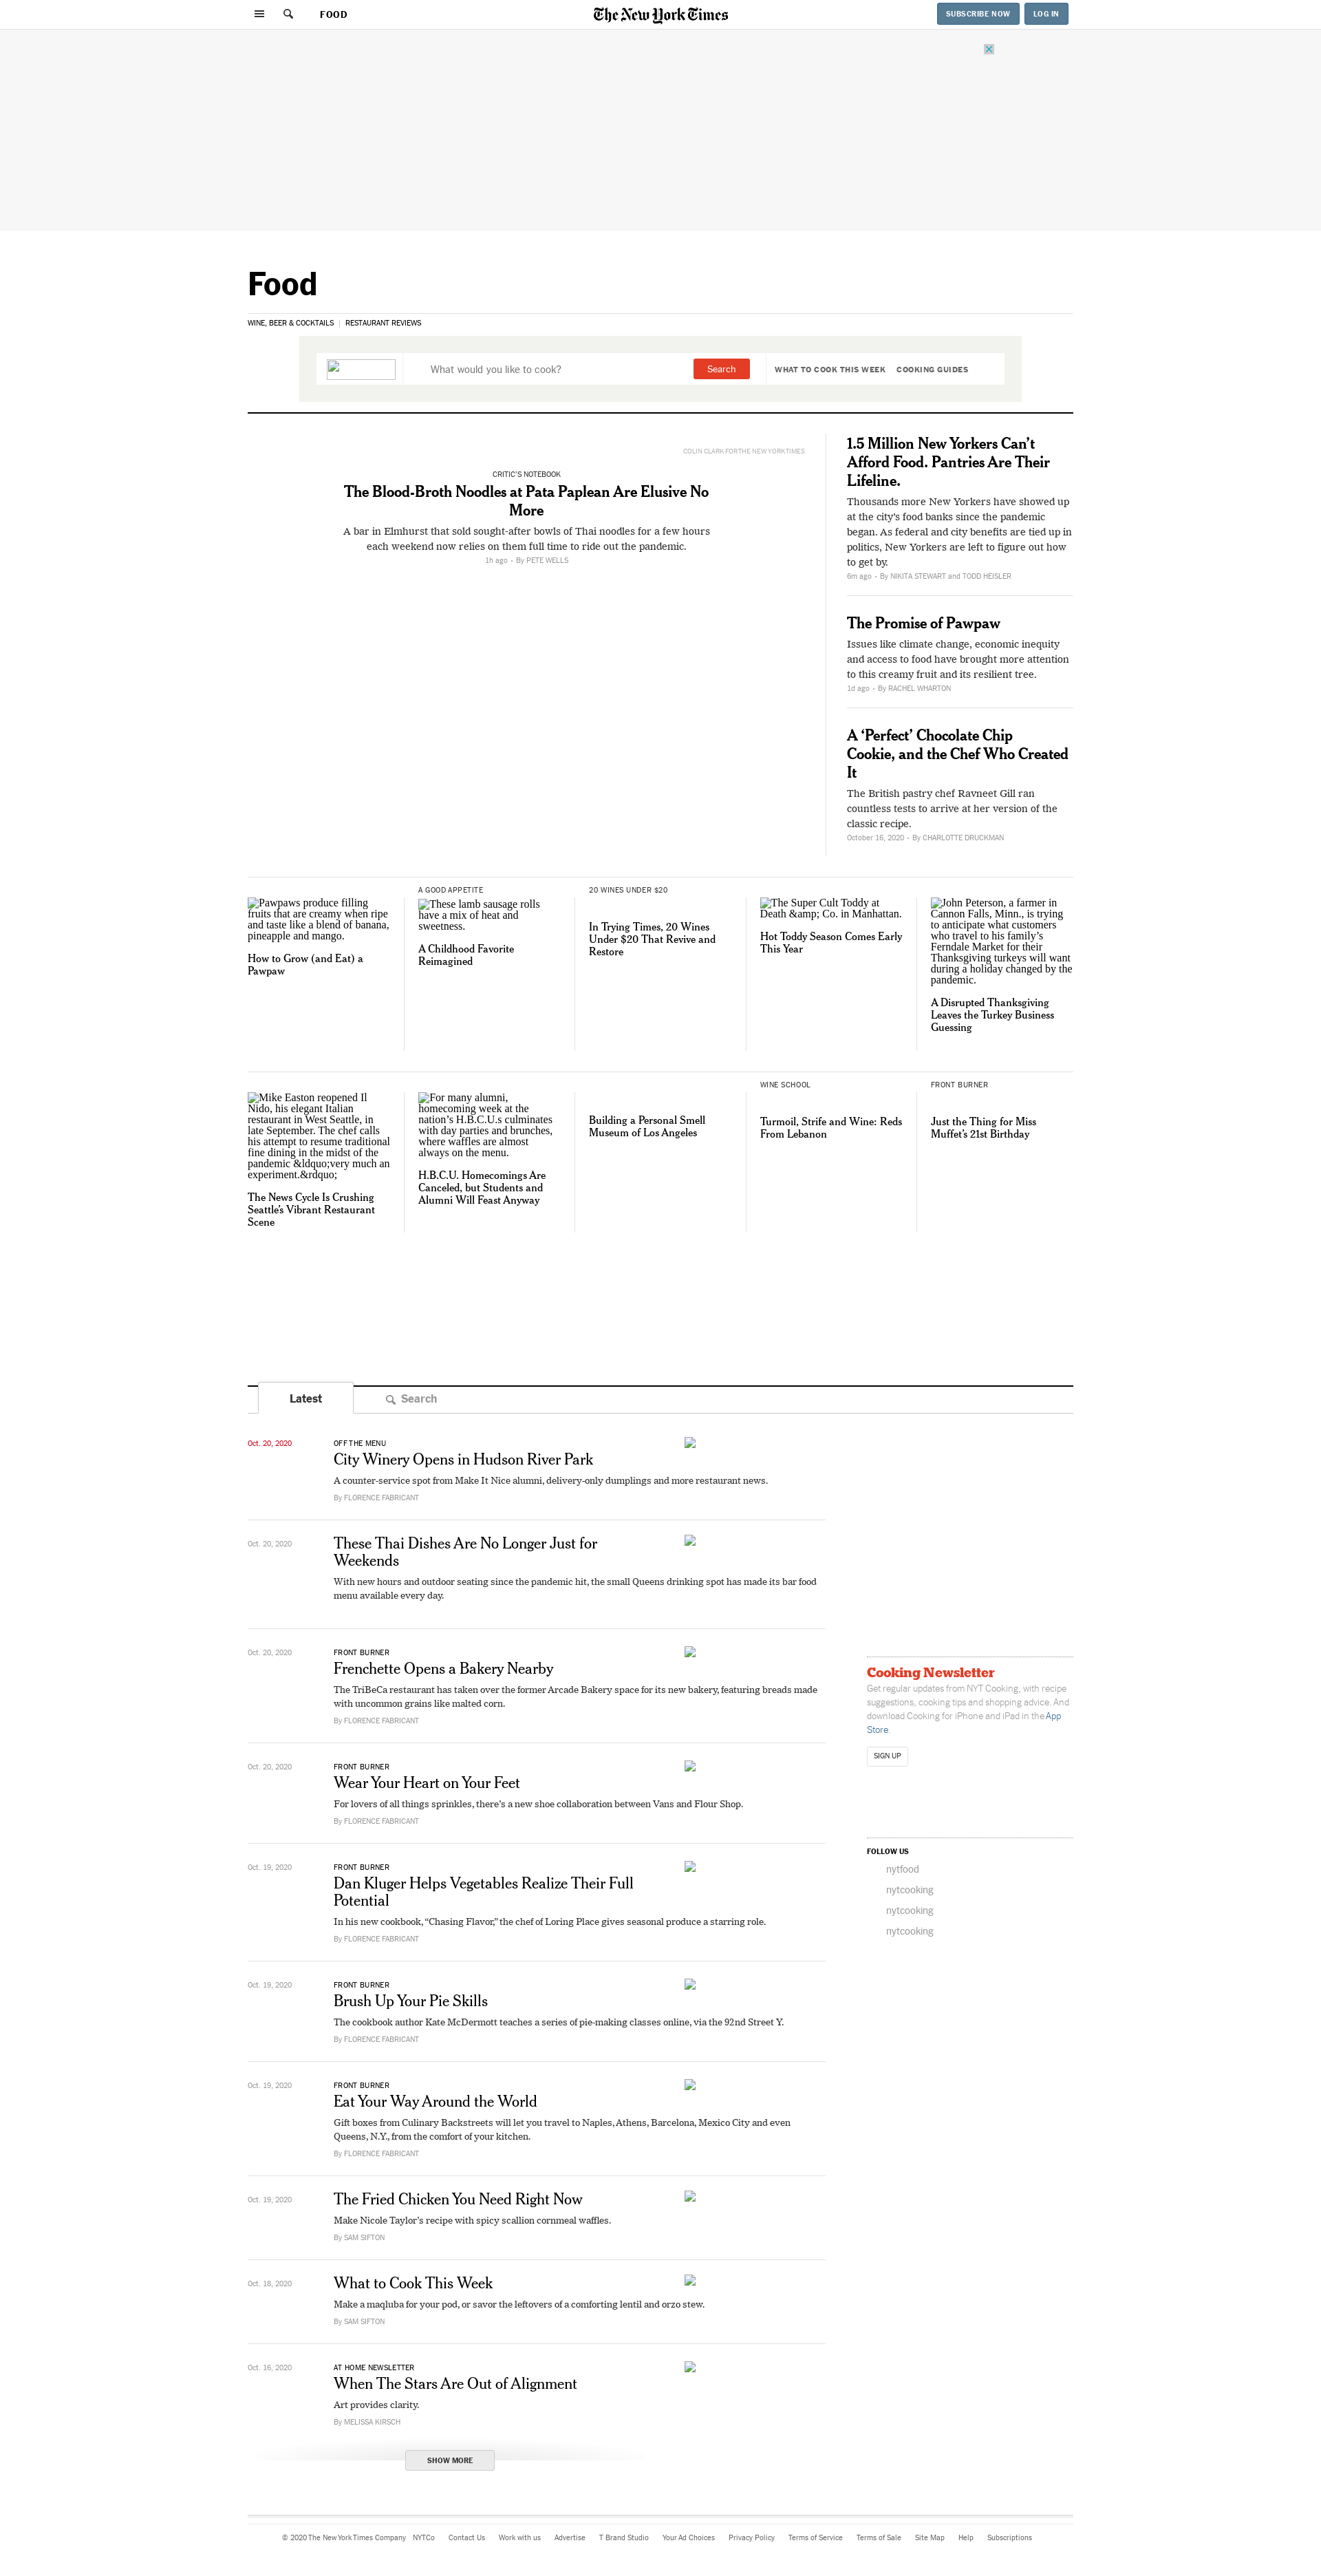 FOOD
The New York Times
SUBSCRIBE NOW
LOG IN
Food
WINE, BEER & COCKTAILS
RESTAURANT REVIEWS
What would you like to cook?
Search
WHAT TO COOK THIS WEEK
COOKING GUIDES
COLIN CLARK FOR THE NEW YORK TIMES
CRITIC'S NOTEBOOK
The Blood-Broth Noodles at Pata Paplean Are Elusive No
More
A bar in Elmhurst that sold sought-after bowls of Thai noodles for a few hours
each weekend now relies on them full time to ride out the pandemic.
1h ago - By PETE WELLS
1.5 Million New Yorkers Can’t
Afford Food. Pantries Are Their
Lifeline.
Thousands more New Yorkers have showed up
at the city’s food banks since the pandemic
began. As federal and city benefits are tied up in
politics, New Yorkers are left to figure out how
to get by.
6m ago - By NIKITA STEWART and TODD HEISLER
The Promise of Pawpaw
Issues like climate change, economic inequity
and access to food have brought more attention
to this creamy fruit and its resilient tree.
1d ago - By RACHEL WHARTON
A ‘Perfect’ Chocolate Chip
Cookie, and the Chef Who Created
It
The British pastry chef Ravneet Gill ran
countless tests to arrive at her version of the
classic recipe.
October 16, 2020 - By CHARLOTTE DRUCKMAN
Pawpaws produce filling
fruits that are creamy when ripe
and taste like a blend of banana,
pineapple and mango.
How to Grow (and Eat) a
Pawpaw
A GOOD APPETITE
These lamb sausage rolls
have a mix of heat and
sweetness.
A Childhood Favorite
Reimagined
20 WINES UNDER $20
In Trying Times, 20 Wines
Under $20 That Revive and
Restore
The Super Cult Toddy at
Death &amp; Co. in Manhattan.
Hot Toddy Season Comes Early
This Year
John Peterson, a farmer in
Cannon Falls, Minn., is trying
to anticipate what customers
who travel to his family’s
Ferndale Market for their
Thanksgiving turkeys will want
during a holiday changed by the
pandemic.
A Disrupted Thanksgiving
Leaves the Turkey Business
Guessing
Mike Easton reopened Il
Nido, his elegant Italian
restaurant in West Seattle, in
late September. The chef calls
his attempt to resume traditional
fine dining in the midst of the
pandemic &ldquo;very much an
experiment.&rdquo;
The News Cycle Is Crushing
Seattle’s Vibrant Restaurant
Scene
For many alumni,
homecoming week at the
nation’s H.B.C.U.s culminates
with day parties and brunches,
where waffles are almost
always on the menu.
H.B.C.U. Homecomings Are
Canceled, but Students and
Alumni Will Feast Anyway
Building a Personal Smell
Museum of Los Angeles
WINE SCHOOL
Turmoil, Strife and Wine: Reds
From Lebanon
FRONT BURNER
Just the Thing for Miss
Muffet’s 21st Birthday
Latest
Search
Oct. 20, 2020
OFF THE MENU
City Winery Opens in Hudson River Park
A counter-service spot from Make It Nice alumni, delivery-only dumplings and more restaurant news.
By FLORENCE FABRICANT
Oct. 20, 2020
These Thai Dishes Are No Longer Just for
Weekends
With new hours and outdoor seating since the pandemic hit, the small Queens drinking spot has made its bar food
menu available every day.
Oct. 20, 2020
FRONT BURNER
Frenchette Opens a Bakery Nearby
The TriBeCa restaurant has taken over the former Arcade Bakery space for its new bakery, featuring breads made
with uncommon grains like malted corn.
By FLORENCE FABRICANT
Oct. 20, 2020
FRONT BURNER
Wear Your Heart on Your Feet
For lovers of all things sprinkles, there’s a new shoe collaboration between Vans and Flour Shop.
By FLORENCE FABRICANT
Oct. 19, 2020
FRONT BURNER
Dan Kluger Helps Vegetables Realize Their Full
Potential
In his new cookbook, “Chasing Flavor,” the chef of Loring Place gives seasonal produce a starring role.
By FLORENCE FABRICANT
Oct. 19, 2020
FRONT BURNER
Brush Up Your Pie Skills
The cookbook author Kate McDermott teaches a series of pie-making classes online, via the 92nd Street Y.
By FLORENCE FABRICANT
Oct. 19, 2020
FRONT BURNER
Eat Your Way Around the World
Gift boxes from Culinary Backstreets will let you travel to Naples, Athens, Barcelona, Mexico City and even
Queens, N.Y., from the comfort of your kitchen.
By FLORENCE FABRICANT
Oct. 19, 2020
The Fried Chicken You Need Right Now
Make Nicole Taylor’s recipe with spicy scallion cornmeal waffles.
By SAM SIFTON
Oct. 18, 2020
What to Cook This Week
Make a maqluba for your pod, or savor the leftovers of a comforting lentil and orzo stew.
By SAM SIFTON
Oct. 16, 2020
AT HOME NEWSLETTER
When The Stars Are Out of Alignment
Art provides clarity.
By MELISSA KIRSCH
SHOW MORE
Cooking Newsletter
Get regular updates from NYT Cooking, with recipe
suggestions, cooking tips and shopping advice. And
download Cooking for iPhone and iPad in the App
Store.
SIGN UP
FOLLOW US
nytfood
nytcooking
nytcooking
nytcooking
© 2020 The New York Times Company
NYTCo
Contact Us
Work with us
Advertise
T Brand Studio
Your Ad Choices
Privacy Policy
Terms of Service
Terms of Sale
Site Map
Help
Subscriptions